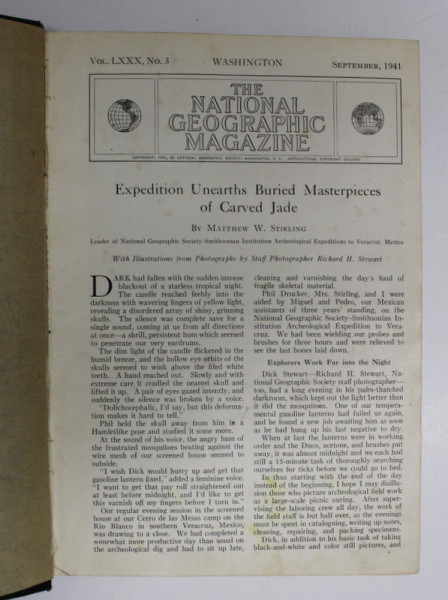 VOL. LXXX, No. 3 WASHINGTON SEPTEMBER, 1941
THE
NATIONAL
GEOGRAPHIC
MAGAZINE
COPYRIGHT, 1941, BY NATIONAL GEOGRAPHIC SOCIETY, WASHINGTON, D. C. INTERNATIONAL COPYRIGHT SECURED
Expedition Unearths Buried Masterpieces
of Carved Jade
BY MATTHEW W. STIRLING
Leader of National Geographic Society-Smithsonian Institution Archeological Expeditions to Veracruz, Mexico
With Illustrations from Photographs by Staff Photographer Richard H. Stewart
DARK had fallen with the sudden intense
blackout of a starless tropical night.
The candle reached feebly into the
darkness with wavering fingers of yellow light,
revealing a disordered array of shiny, grinning
skulls. The silence was complete save for a
single sound, coming at us from all directions
at once—a shrill, persistent hum which seemed
to penetrate our very eardrums.
The dim light of the candle flickered in the
humid breeze, and the hollow eye orbits of the
skulls seemed to wink above the filed white
teeth. A hand reached out. Slowly and with
extreme care it cradled the nearest skull and
lifted it up. A pair of eyes gazed intently, and
suddenly the silence was broken by a voice.
"Dolichocephalic, I'd say, but this deforma-
tion makes it hard to tell."
Phil held the skull away from him in a
Hamletlike pose and studied it some more.
At the sound of his voice, the angry hum of
the frustrated mosquitoes beating against the
wire mesh of our screened house seemed to
subside.
"I wish Dick would hurry up and get that
gasoline lantern fixed," added a feminine voice.
"I want to get that pay roll straightened out
at least before midnight, and I'd like to get
this varnish off my fingers before I turn in."
Our regular evening session in the screened
house at our Cerro de las Mesas camp on the
Río Blanco in southern Veracruz, Mexico,
was drawing to a close. We had completed a
somewhat more productive day than usual on
the archeological dig and had to sit up late,
cleaning and varnishing the day's haul of
fragile skeletal material.
Phil Drucker, Mrs. Stirling, and I were
aided by Miguel and Pedro, our Mexican
assistants of three years' standing, on the
National Geographic Society-Smithsonian In-
stitution Archeological Expedition to Vera-
cruz. We had been wielding our probes and
brushes for three hours and were relieved to
see the last bones laid down.
Explorers Work Far into the Night
Dick Stewart—Richard H. Stewart, Na-
tional Geographic Society staff photographer—
too, had a long evening in his palm-thatched
darkroom, which kept out the light better than
it did the mosquitoes. One of our tempera-
mental gasoline lanterns had failed us again,
and he found a new job awaiting him as soon
as he had hung up his last negative to dry.
When at last the lanterns were in working
order and the Duco, acetone, and brushes put
away, it was almost midnight and we each had
still a 15-minute task of thoroughly searching
ourselves for ticks before we could go to bed.
In thus starting with the end of the day
instead of the beginning, I hope I may disillu-
sion those who picture archeological field work
as a large-scale picnic outing. After super-
vising the laboring crew all day, the work of
the field staff is but half over, as the evenings
must be spent in cataloguing, writing up notes,
cleaning, repairing, and packing specimens.
Dick, in addition to his basic task of taking
black-and-white and color still pictures, and